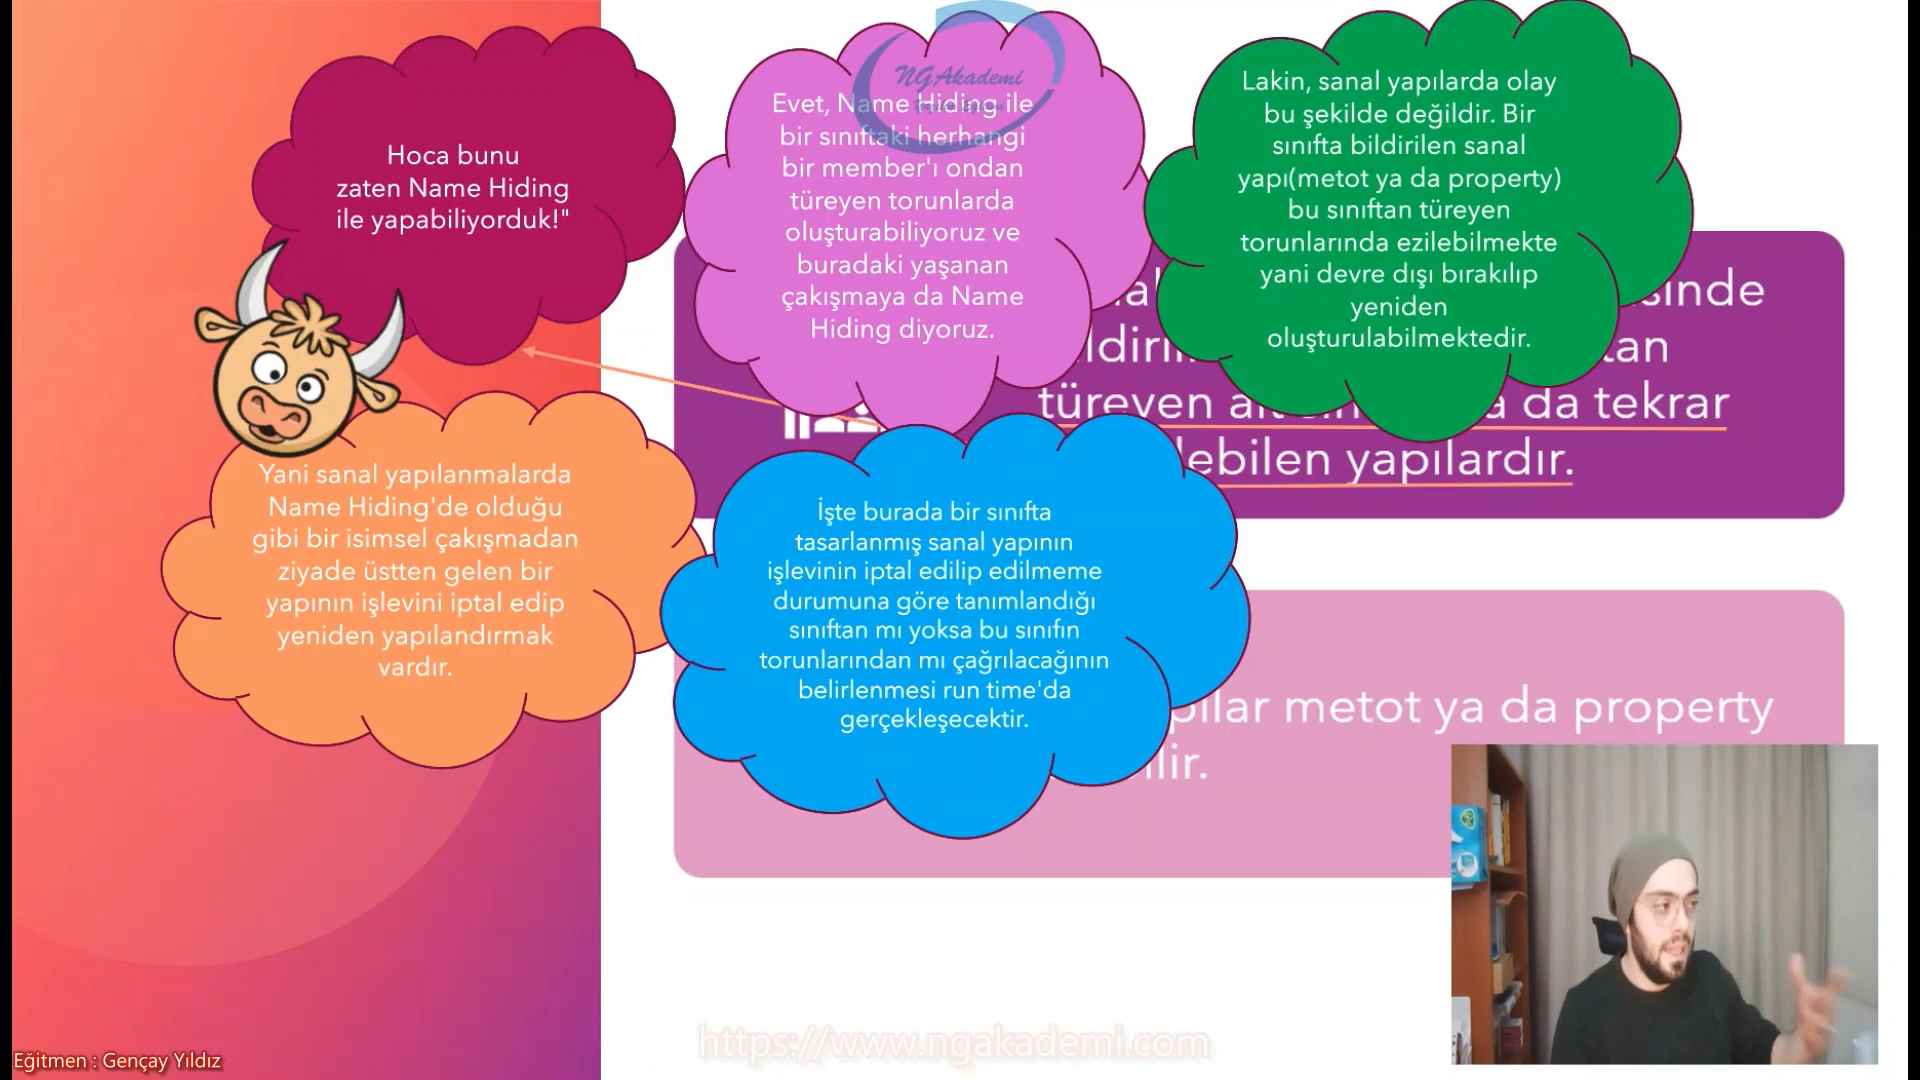 Hoca bunu
zaten Name Hiding
ile yapabiliyorduk!"
NGAkademi
Evet, Name Hiding ile
bir sınıftaki herhangi
bir member'ı ondan
türeyen torunlarda
oluşturabiliyoruz ve
buradaki yaşanan
çakışmaya da Name
Hiding diyoruz.
Lakin, sanal yapılarda olay
bu şekilde değildir. Bir
sınıfta bildirilen sanal
yapı(metot ya da property)
bu sınıftan türeyen
torunlarında ezilebilmekte
yani devre dışı bırakılıp
yeniden
oluşturulabilmektedir.
türeyen
da tekrar
yapılardır.
Yani sanal yapılanmalarda
Name Hiding'de olduğu
gibi bir isimsel çakışmadan
ziyade üstten gelen bir
yapının işlevini iptal edip
yeniden yapılandırmak
vardır.
İşte burada bir sınıfta
tasarlanmış sanal yapının
işlevinin iptal edilip edilmeme
durumuna göre tanımlandığı
sınıftan mı yoksa bu sınıfın
torunlarından mı çağrılacağının
belirlenmesi run time'da
gerçekleşecektir.
metot ya da property
https://www.ngakademi.com
Eğitmen : Gençay Yıldız